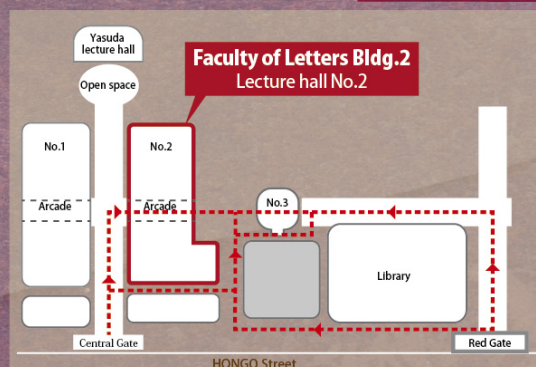 Yasuda
lecture hall
Open space
Faculty of Letters Bldg.2
Lecture hall No.2
No.1
No.2
Arcade
Arcade
No.3
Library
Central Gate
Red Gate
HONGO Street